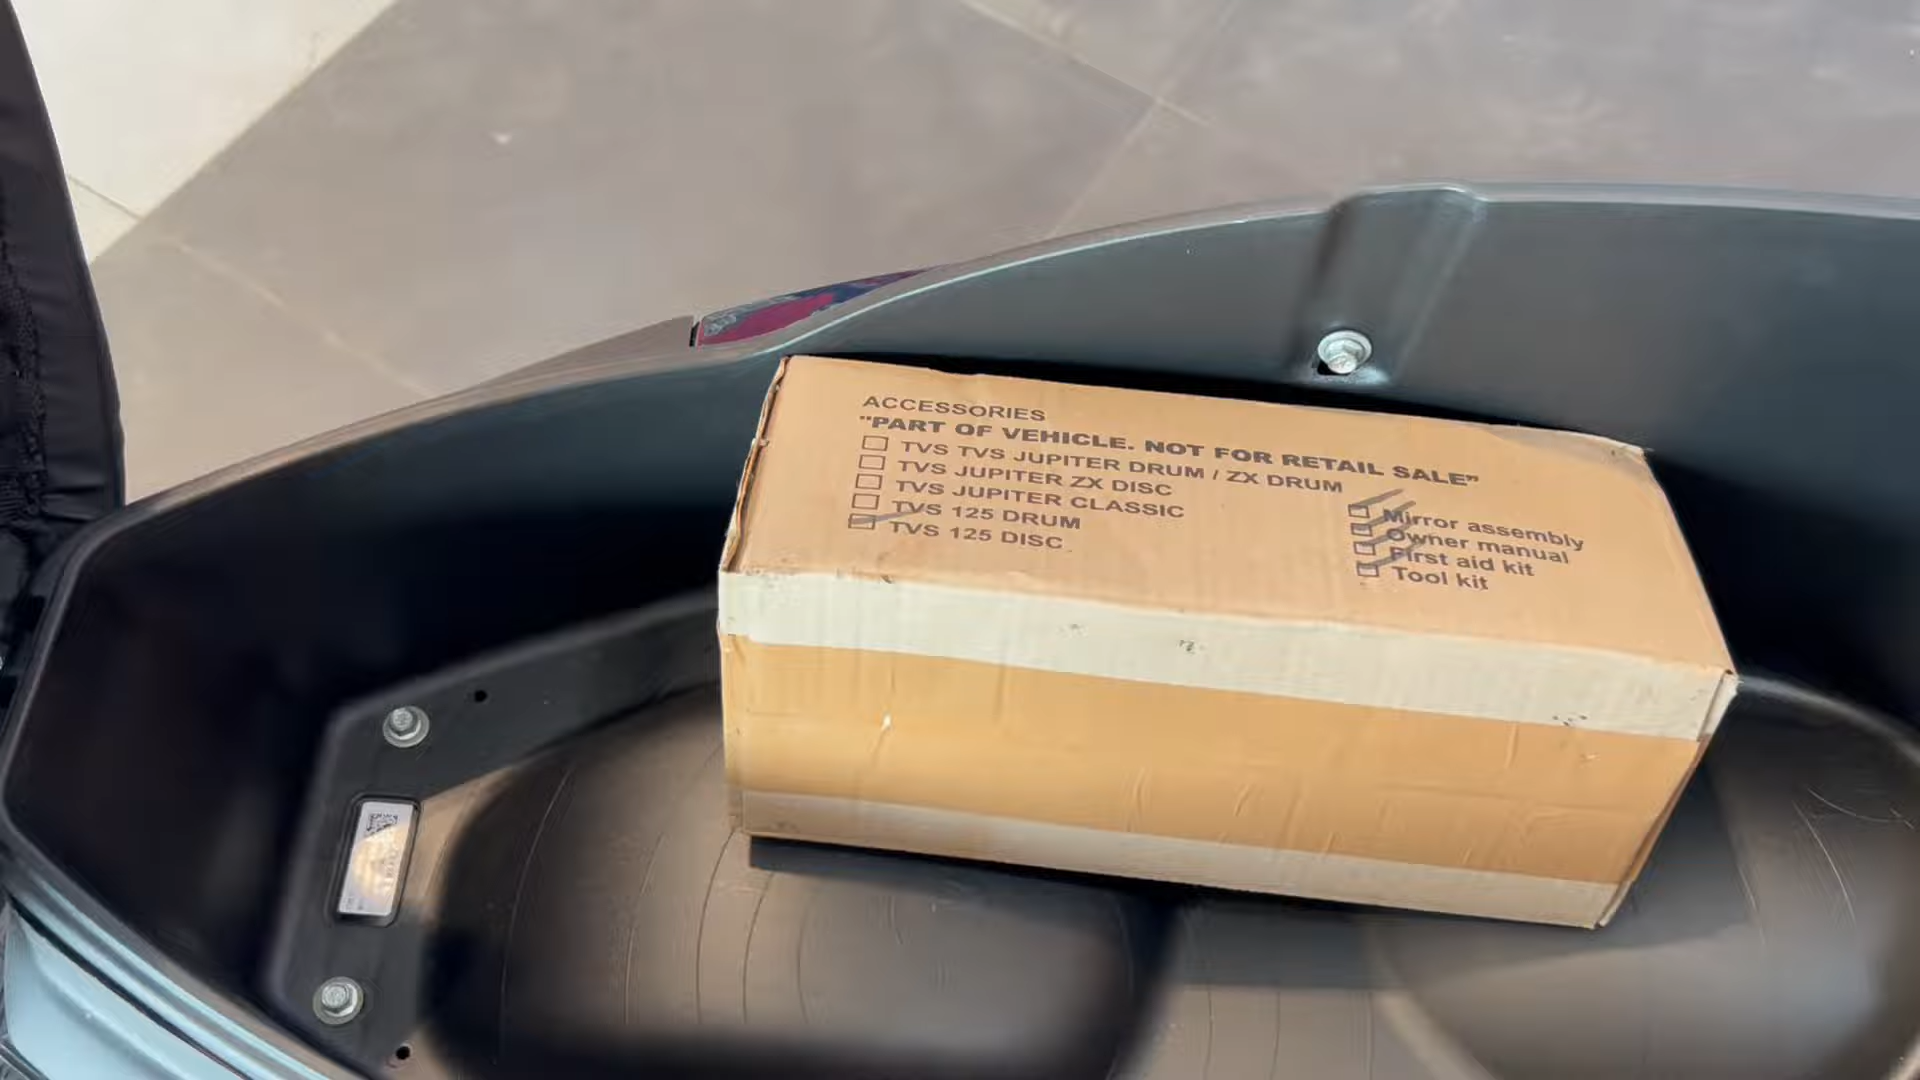 ACCESSORIES
"PART OF VEHICLE. NOT FOR RETAIL SALE"
TVS TVS JUPITER DRUM / ZX DRUM
TVS JUPITER ZX DISC
TVS JUPITER CLASSIC
TVS 125 DRUM
TVS 125 DISC
Mirror assembly
Owner manual
First aid kit
Tool kit